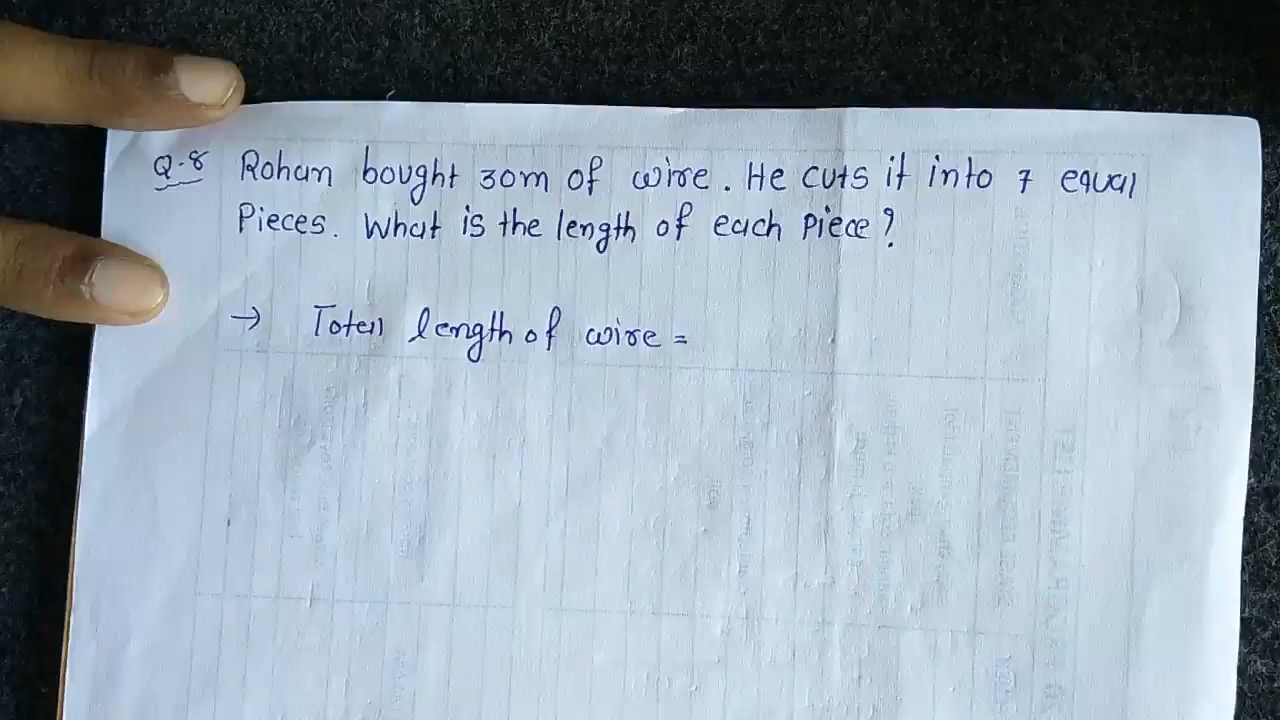 Q-8 Rohan bought 30m of wire. He cuts it into 7 equal
Pieces. What is the length of each Piece?
→ Total length of wire =